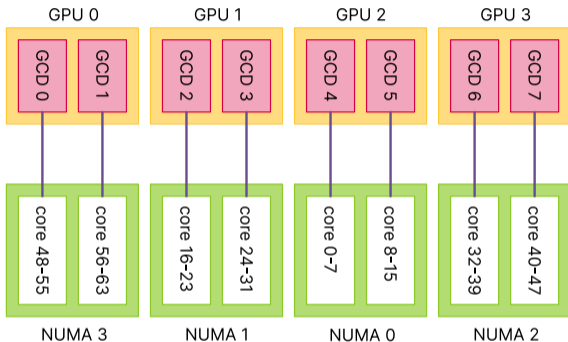 GPU 0
GPU 1
GPU 2
GPU 3
GCD 0
GCD 1
GCD 2
GCD 3
GCD 4
GCD 5
GCD 6
GCD 7
core 48-55
core 56-63
core 16-23
core 24-31
core 0-7
core 8-15
core 32-39
core 40-47
NUMA 3
NUMA 1
NUMA 0
NUMA 2